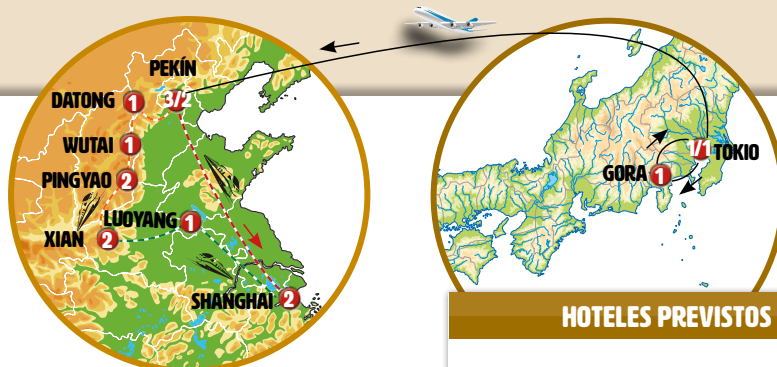 PEKÍN
3/2
DATONG
1
WUTAI
1
PINGYAO
2
LUOYANG
1
XIAN
2
SHANGHAI
2
1/1
TOKIO
GORA
1
HOTELES PREVISTOS